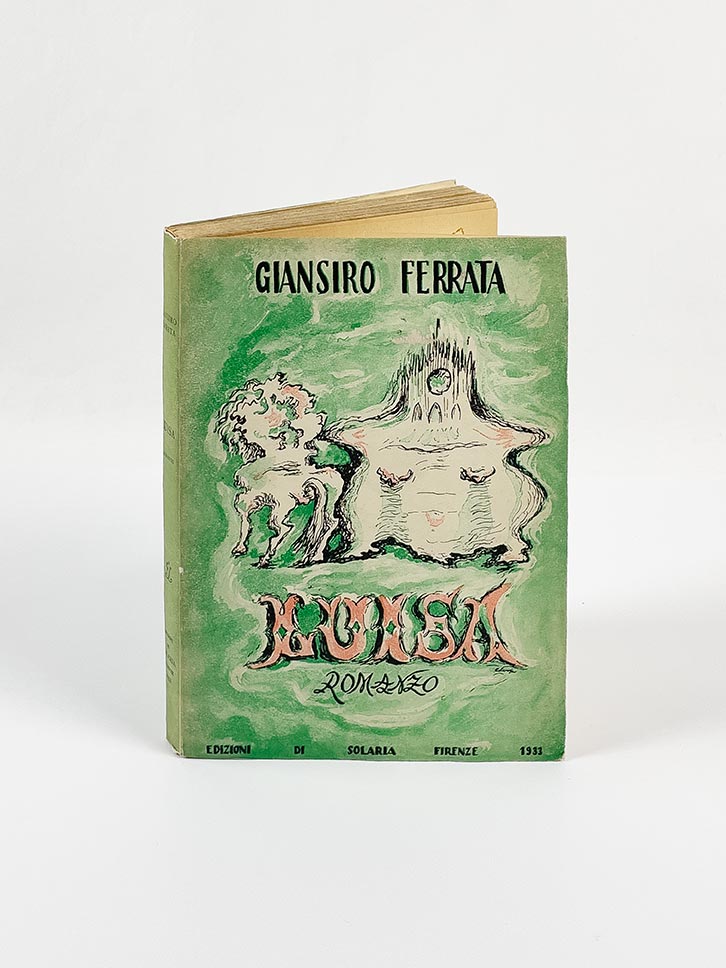 GIANSIRO FERRATA
LUISA
ROMANZO
EDIZIONI DI SOLARIA FIRENZE 1933